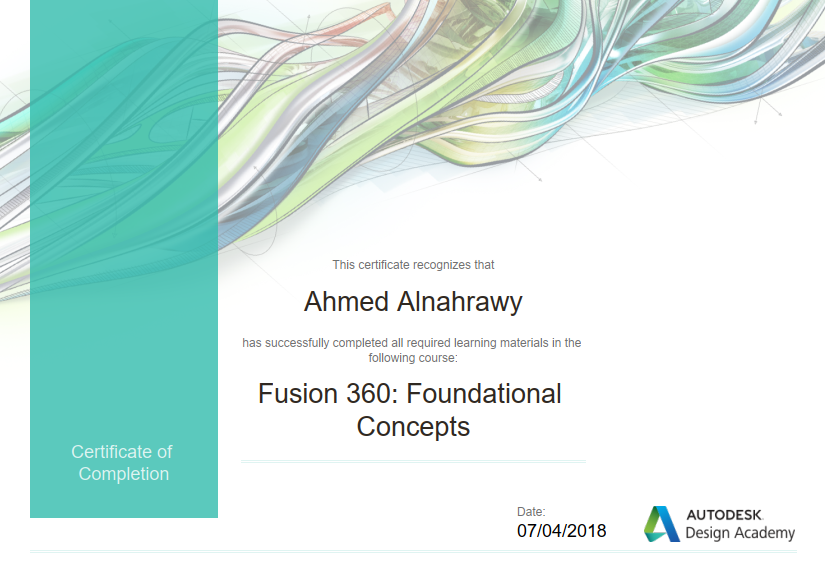 This certificate recognizes that
Ahmed Alnahrawy
has successfully completed all required learning materials in the
following course:
Fusion 360: Foundational
Concepts
Certificate of
Completion
Date:
07/04/2018
AUTODESK.
Design Academy